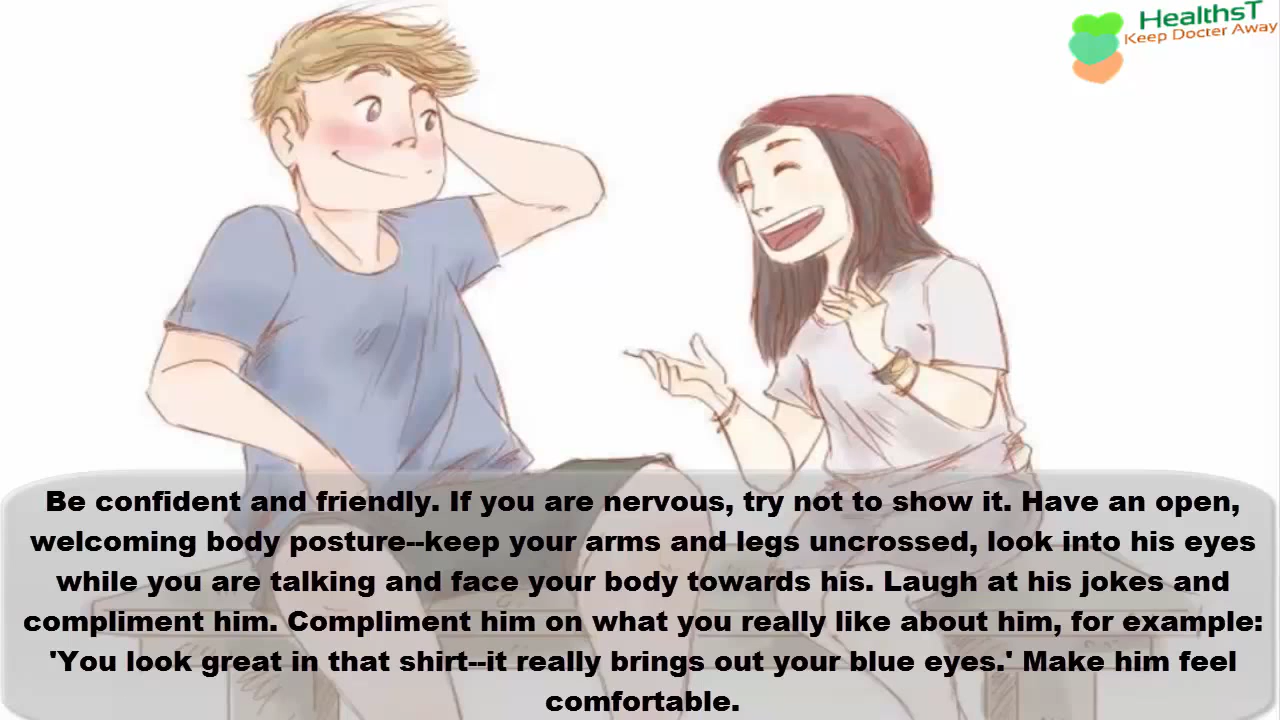 HealthsT
Keep Docter Away
Be confident and friendly. If you are nervous, try not to show it. Have an open,
welcoming body posture--keep your arms and legs uncrossed, look into his eyes
while you are talking and face your body towards his. Laugh at his jokes and
compliment him. Compliment him on what you really like about him, for example:
'You look great in that shirt--it really brings out your blue eyes.' Make him feel
comfortable.